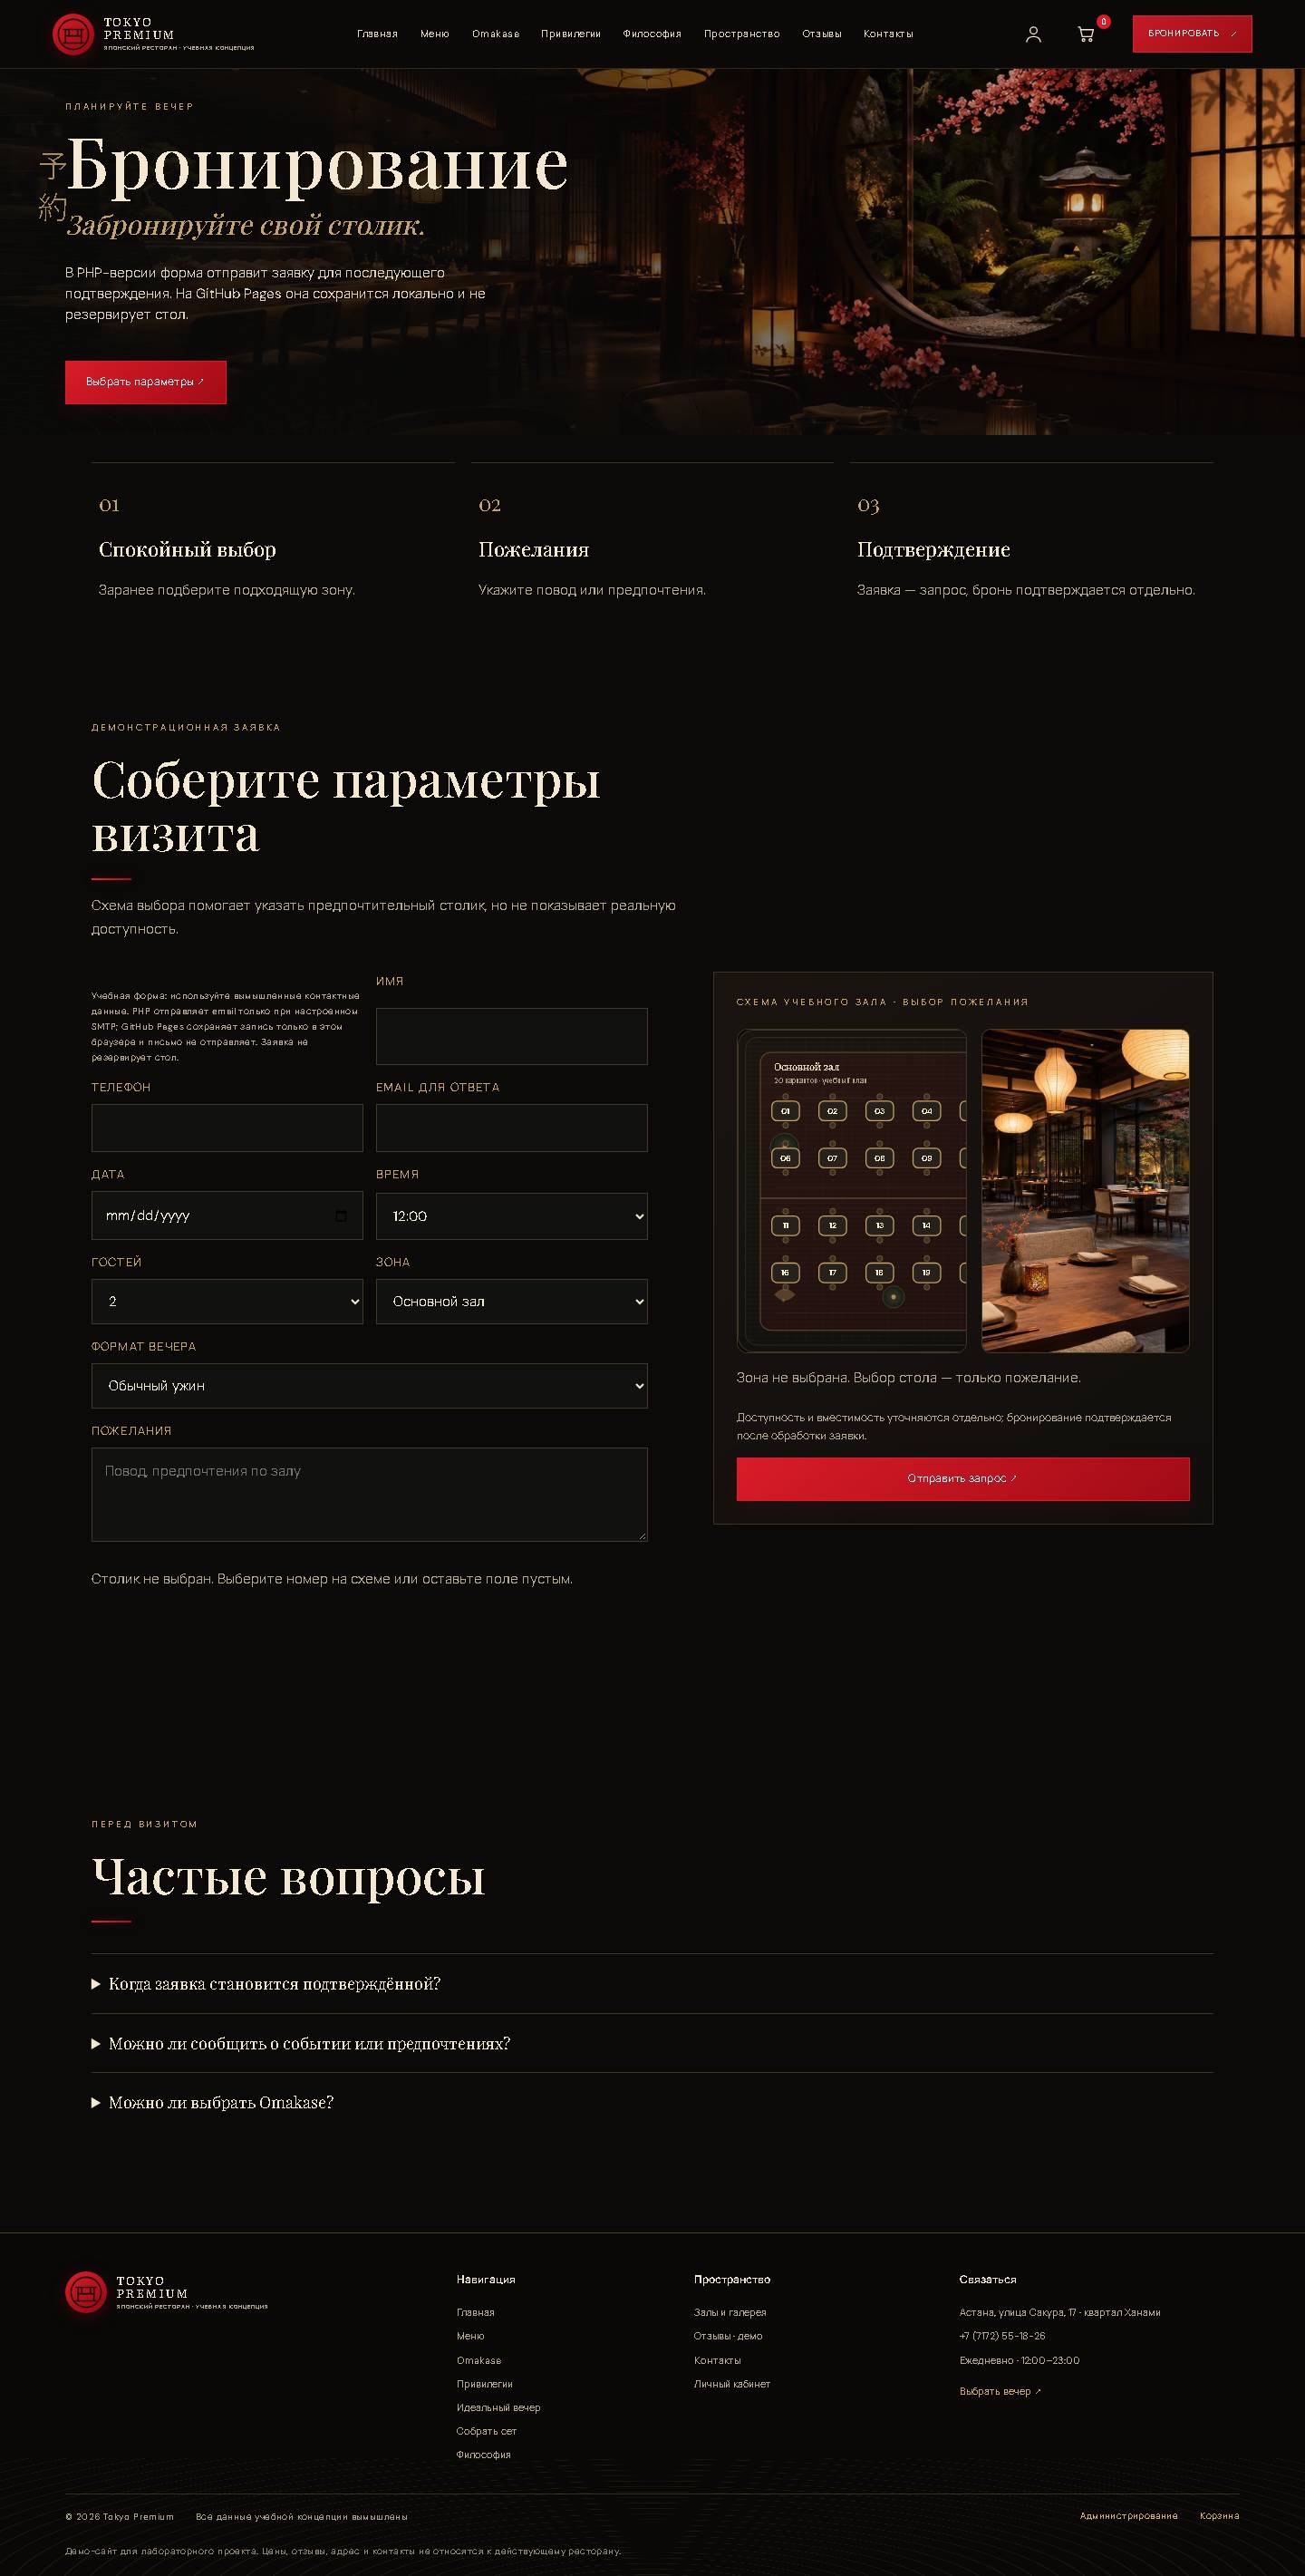 TOKYO
PREMIUM
ЯПОНСКИЙ РЕСТОРАН · УЧЕБНАЯ КОНЦЕПЦИЯ
Главная
Меню
Omakase
Привилегии
Философия
Пространство
Отзывы
Контакты
0
БРОНИРОВАТЬ ↗
ПЛАНИРУЙТЕ ВЕЧЕР
予約
Бронирование
Забронируйте свой столик.
В PHP-версии форма отправит заявку для последующего
подтверждения. На GitHub Pages она сохранится локально и не
резервирует стол.
Выбрать параметры ↗
01
Спокойный выбор
Заранее подберите подходящую зону.
02
Пожелания
Укажите повод или предпочтения.
03
Подтверждение
Заявка — запрос, бронь подтверждается отдельно.
ДЕМОНСТРАЦИОННАЯ ЗАЯВКА
Соберите параметры
визита
Схема выбора помогает указать предпочтительный столик, но не показывает реальную
доступность.
Учебная форма: используйте вымышленные контактные
данные. PHP отправляет email только при настроенном
SMTP; GitHub Pages сохраняет запись только в этом
браузере и письмо не отправляет. Заявка не
резервирует стол.
ИМЯ
ТЕЛЕФОН
EMAIL ДЛЯ ОТВЕТА
ДАТА
mm/dd/yyyy
ВРЕМЯ
12:00
ГОСТЕЙ
2
ЗОНА
Основной зал
ФОРМАТ ВЕЧЕРА
Обычный ужин
ПОЖЕЛАНИЯ
Повод, предпочтения по залу
Столик не выбран. Выберите номер на схеме или оставьте поле пустым.
СХЕМА УЧЕБНОГО ЗАЛА · ВЫБОР ПОЖЕЛАНИЯ
Основной зал
20 вариантов · учебный план
01 02 03 04
06 07 08 09
11 12 13 14
16 17 18 19
Зона не выбрана. Выбор стола — только пожелание.
Доступность и вместимость уточняются отдельно; бронирование подтверждается
после обработки заявки.
Отправить запрос ↗
ПЕРЕД ВИЗИТОМ
Частые вопросы
Когда заявка становится подтверждённой?
Можно ли сообщить о событии или предпочтениях?
Можно ли выбрать Omakase?
TOKYO
PREMIUM
ЯПОНСКИЙ РЕСТОРАН · УЧЕБНАЯ КОНЦЕПЦИЯ
Навигация
Главная
Меню
Omakase
Привилегии
Идеальный вечер
Собрать сет
Философия
Пространство
Залы и галерея
Отзывы · демо
Контакты
Личный кабинет
Связаться
Астана, улица Сакура, 17 · квартал Ханами
+7 (7172) 55-18-26
Ежедневно · 12:00–23:00
Выбрать вечер ↗
© 2026 Tokyo Premium
Все данные учебной концепции вымышлены
Администрирование
Корзина
Демо-сайт для лабораторного проекта. Цены, отзывы, адрес и контакты не относятся к действующему ресторану.